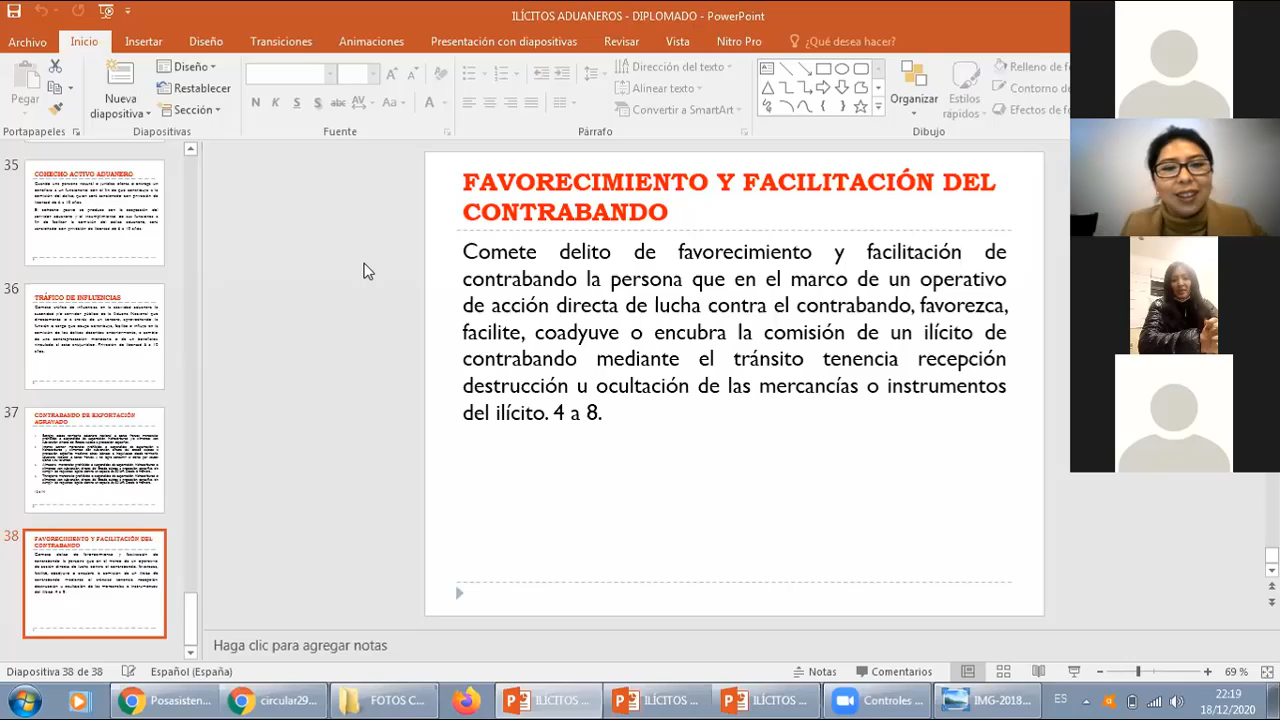 ILÍCITOS ADUANEROS - DIPLOMADO - PowerPoint
Archivo Inicio Insertar Diseño Transiciones Animaciones Presentación con diapositivas Revisar Vista Nitro Pro ¿Qué desea hacer?
Pegar
Nueva diapositiva
Diseño
Restablecer
Sección
N K S S abc AV Aa A
Dirección del texto
Alinear texto
Convertir a SmartArt
Organizar
Estilos rápidos
Relleno de fo
Contorno de
Efectos de fo
Portapapeles Diapositivas Fuente Párrafo Dibujo
35
COHECHO ACTIVO ADUANERO
36
TRÁFICO DE INFLUENCIAS
37
CONTRABANDO DE EXPORTACIÓN
AGRAVADO
38
FAVORECIMIENTO Y FACILITACIÓN DEL
CONTRABANDO
FAVORECIMIENTO Y FACILITACIÓN DEL
CONTRABANDO
Comete delito de favorecimiento y facilitación de
contrabando la persona que en el marco de un operativo
de acción directa de lucha contra el contrabando, favorezca,
facilite, coadyuve o encubra la comisión de un ilícito de
contrabando mediante el tránsito tenencia recepción
destrucción u ocultación de las mercancías o instrumentos
del ilícito. 4 a 8.
Haga clic para agregar notas
Diapositiva 38 de 38 Español (España) Notas Comentarios 69 %
Posasisten... circular29... FOTOS C... ILÍCITOS ... ILÍCITOS ... ILÍCITOS ... Controles ... IMG-2018... ES 22:19
18/12/2020